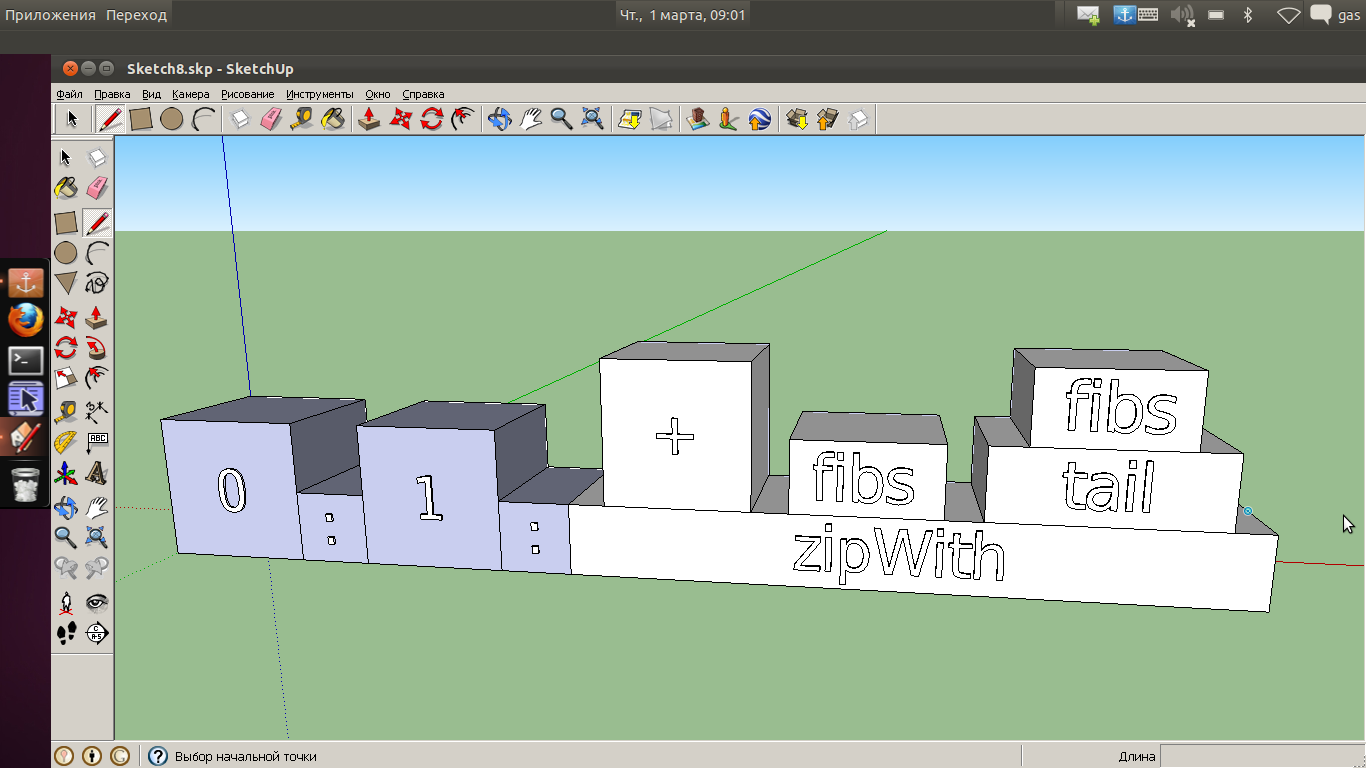 Приложения Переход
Чт., 1 марта, 09:01
gas
Sketch8.skp - SketchUp
Файл Правка Вид Камера Рисование Инструменты Окно Справка
ABC
0 : 1 : + fibs fibs
tail
zipWith
Выбор начальной точки
Длина